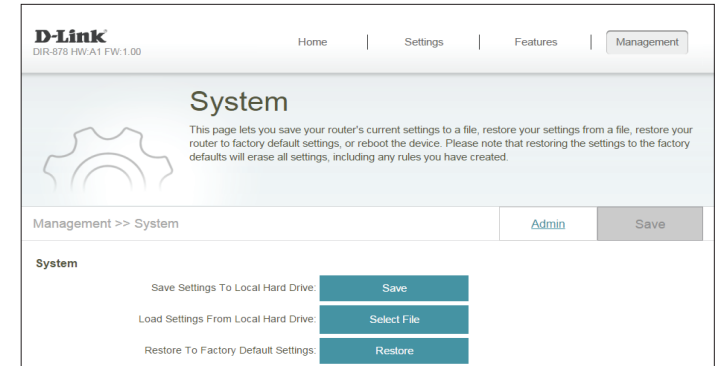 D-Link
DIR-878 HW:A1 FW:1.00
Home Settings Features Management
System
This page lets you save your router's current settings to a file, restore your settings from a file, restore your
router to factory default settings, or reboot the device. Please note that restoring the settings to the factory
defaults will erase all settings, including any rules you have created.
Management >> System Admin Save
System
Save Settings To Local Hard Drive: Save
Load Settings From Local Hard Drive: Select File
Restore To Factory Default Settings: Restore